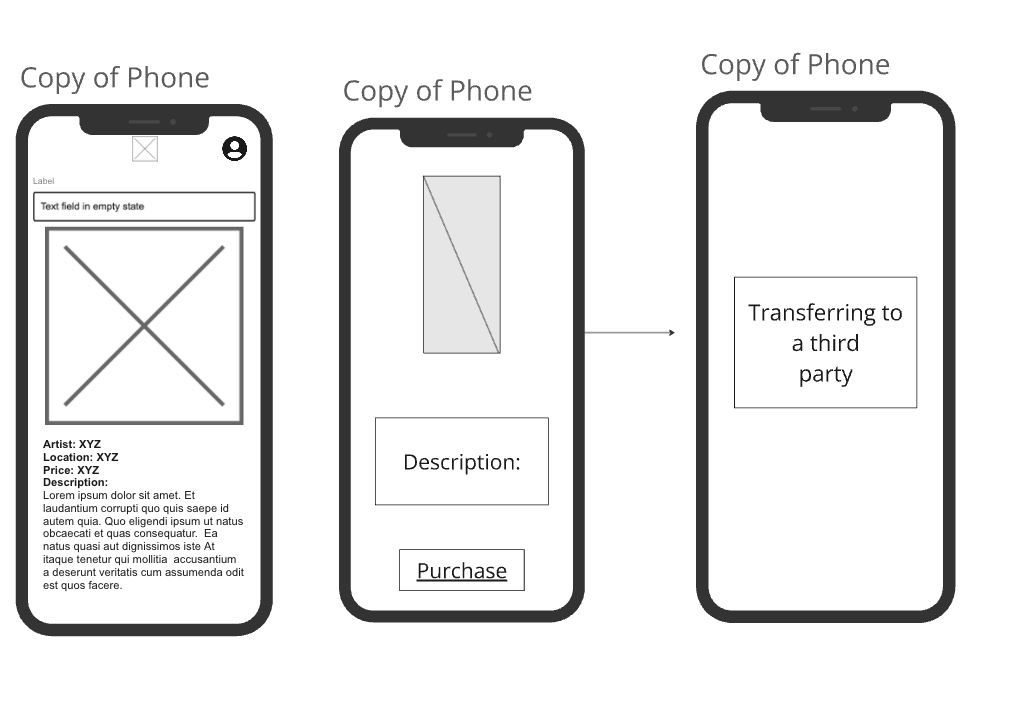 Copy of Phone
Label
Text field in empty state
Artist: XYZ
Location: XYZ
Price: XYZ
Description:
Lorem ipsum dolor sit amet. Et
laudantium corrupti quo quis saepe id
autem quia. Quo eligendi ipsum ut natus
obcaecati et quas consequatur.  Ea
natus quasi aut dignissimos iste At
itaque tenetur qui mollitia  accusantium
a deserunt veritatis cum assumenda odit
est quos facere.
Copy of Phone
Description:
Purchase
Copy of Phone
Transferring to
a third
party